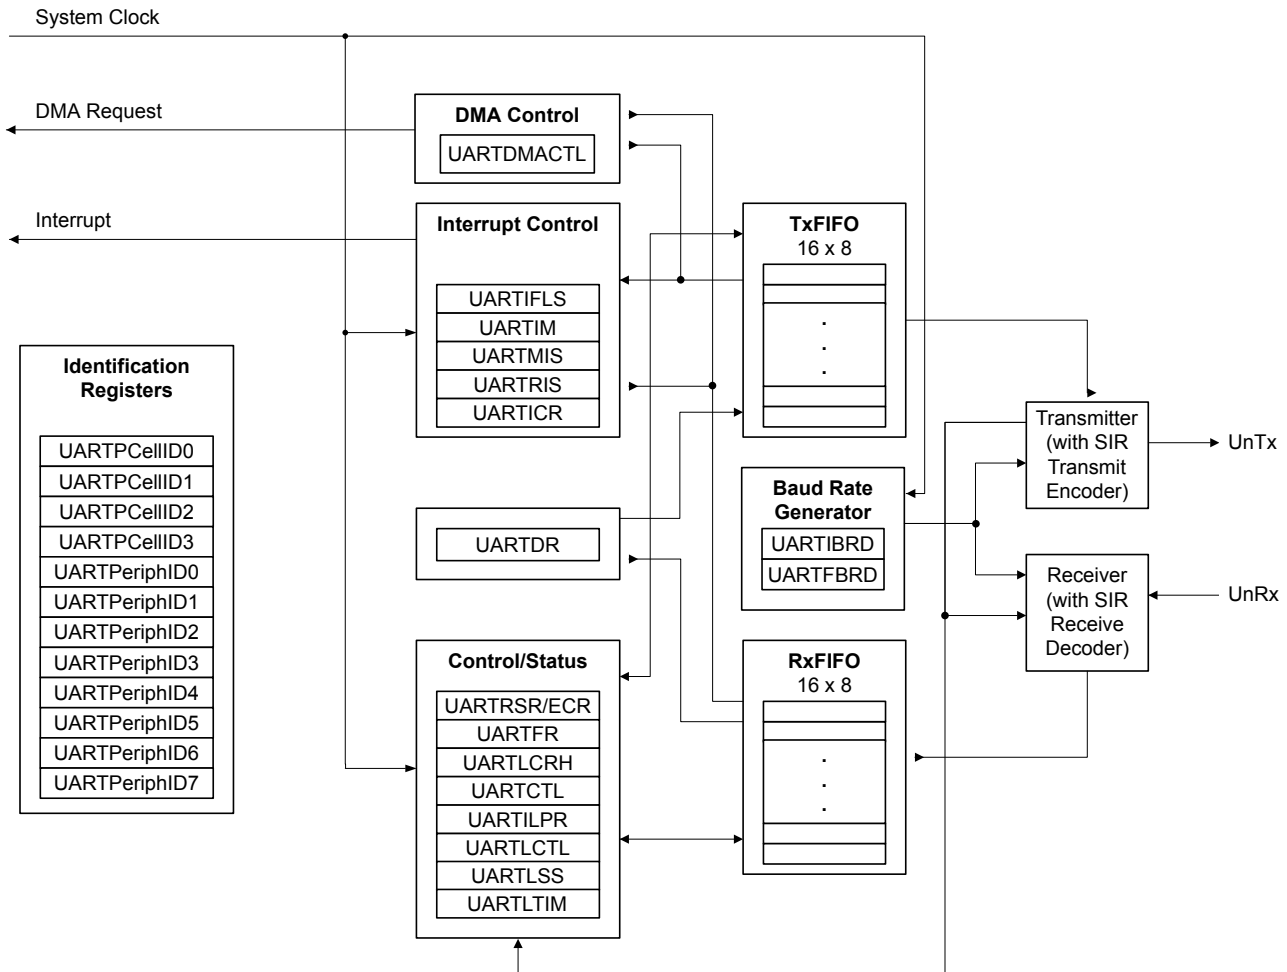 System Clock
DMA Request
DMA Control
UARTDMACTL
Interrupt
Interrupt Control
UARTIFLS
UARTIM
UARTMIS
UARTRIS
UARTICR
TxFIFO
16 x 8
.
.
.
Identification
Registers
UARTPCellID0
UARTPCellID1
UARTPCellID2
UARTPCellID3
UARTPeriphID0
UARTPeriphID1
UARTPeriphID2
UARTPeriphID3
UARTPeriphID4
UARTPeriphID5
UARTPeriphID6
UARTPeriphID7
UARTDR
Baud Rate
Generator
UARTIBRD
UARTFBRD
Transmitter
(with SIR
Transmit
Encoder)
UnTx
Receiver
(with SIR
Receive
Decoder)
UnRx
Control/Status
UARTRSR/ECR
UARTFR
UARTLCRH
UARTCTL
UARTILPR
UARTLCTL
UARTLSS
UARTLTIM
RxFIFO
16 x 8
.
.
.